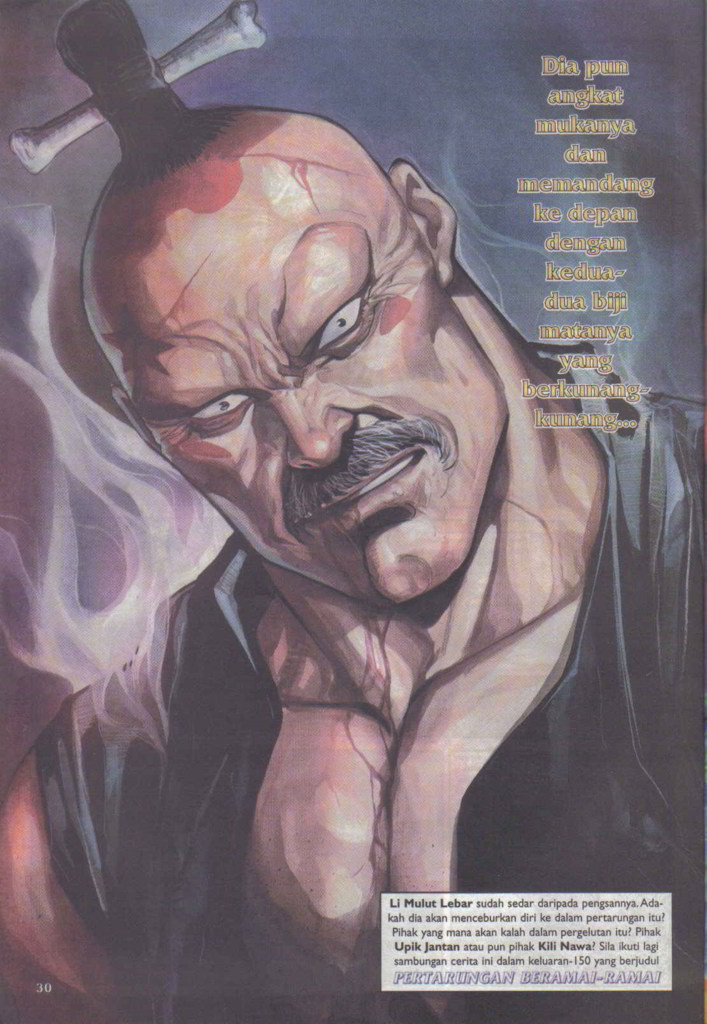 Dia pun
angkat
mukanya
dan
memandang
ke depan
dengan
kedua-
dua biji
matanya
yang
berkunang-
kunang...
Li Mulut Lebar sudah sedar daripada pengsannya. Ada-
kah dia akan menceburkan diri ke dalam pertarungan itu?
Pihak yang mana akan kalah dalam pergelutan itu? Pihak
Upik Jantan atau pun pihak Kili Nawa? Sila ikuti lagi
sambungan cerita ini dalam keluaran-150 yang berjudul
PERTARUNGAN BERAMAI-RAMAI
30